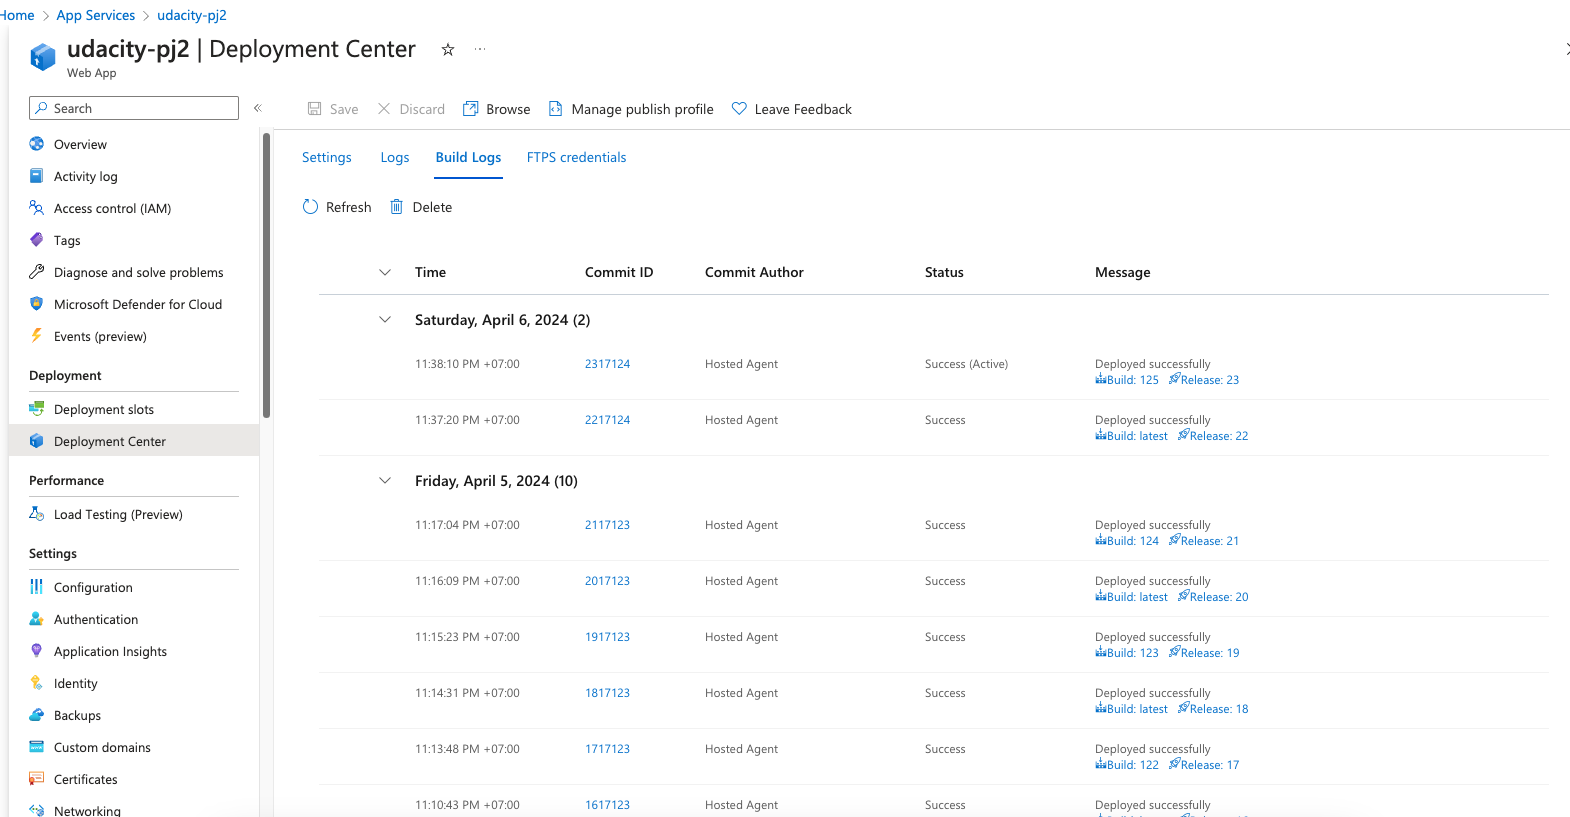 Home > App Services > udacity-pj2
udacity-pj2 | Deployment Center
Web App
Search
Overview
Activity log
Access control (IAM)
Tags
Diagnose and solve problems
Microsoft Defender for Cloud
Events (preview)
Deployment
Deployment slots
Deployment Center
Performance
Load Testing (Preview)
Settings
Configuration
Authentication
Application Insights
Identity
Backups
Custom domains
Certificates
Networking
Save Discard Browse Manage publish profile Leave Feedback
Settings Logs Build Logs FTPS credentials
Refresh Delete
Time Commit ID Commit Author Status Message
Saturday, April 6, 2024 (2)
11:38:10 PM +07:00 2317124 Hosted Agent Success (Active) Deployed successfully
Build: 125 Release: 23
11:37:20 PM +07:00 2217124 Hosted Agent Success Deployed successfully
Build: latest Release: 22
Friday, April 5, 2024 (10)
11:17:04 PM +07:00 2117123 Hosted Agent Success Deployed successfully
Build: 124 Release: 21
11:16:09 PM +07:00 2017123 Hosted Agent Success Deployed successfully
Build: latest Release: 20
11:15:23 PM +07:00 1917123 Hosted Agent Success Deployed successfully
Build: 123 Release: 19
11:14:31 PM +07:00 1817123 Hosted Agent Success Deployed successfully
Build: latest Release: 18
11:13:48 PM +07:00 1717123 Hosted Agent Success Deployed successfully
Build: 122 Release: 17
11:10:43 PM +07:00 1617123 Hosted Agent Success Deployed successfully